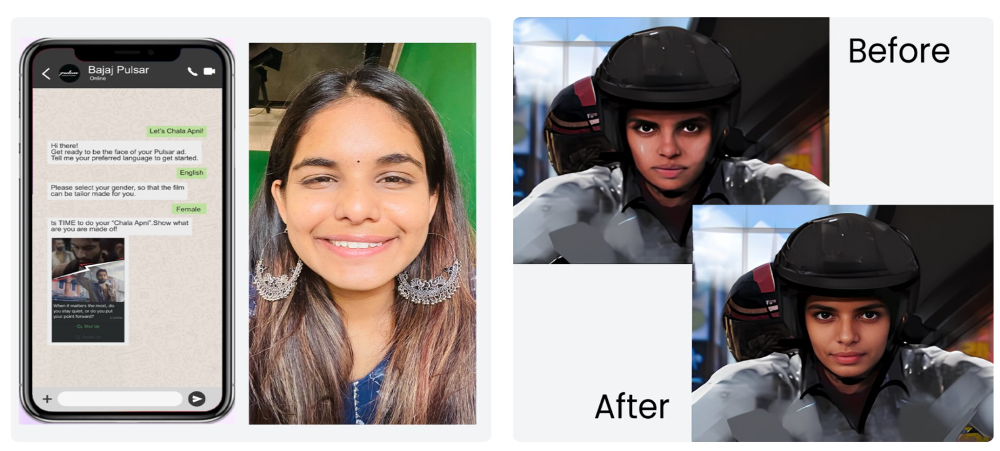 Bajaj Pulsar
Online
Let's Chala Apni!
Hi there!
Get ready to be the face of your Pulsar ad.
Tell me your preferred language to get started.
English
Please select your gender, so that the film
can be tailor made for you.
Female
ts TIME to do your “Chala Apni”.Show what
are you are made of!
When it matters the most, do
you stay quiet, or do you put
your point forward?
2:24PM
Shut Up
Speak Up
Before
After